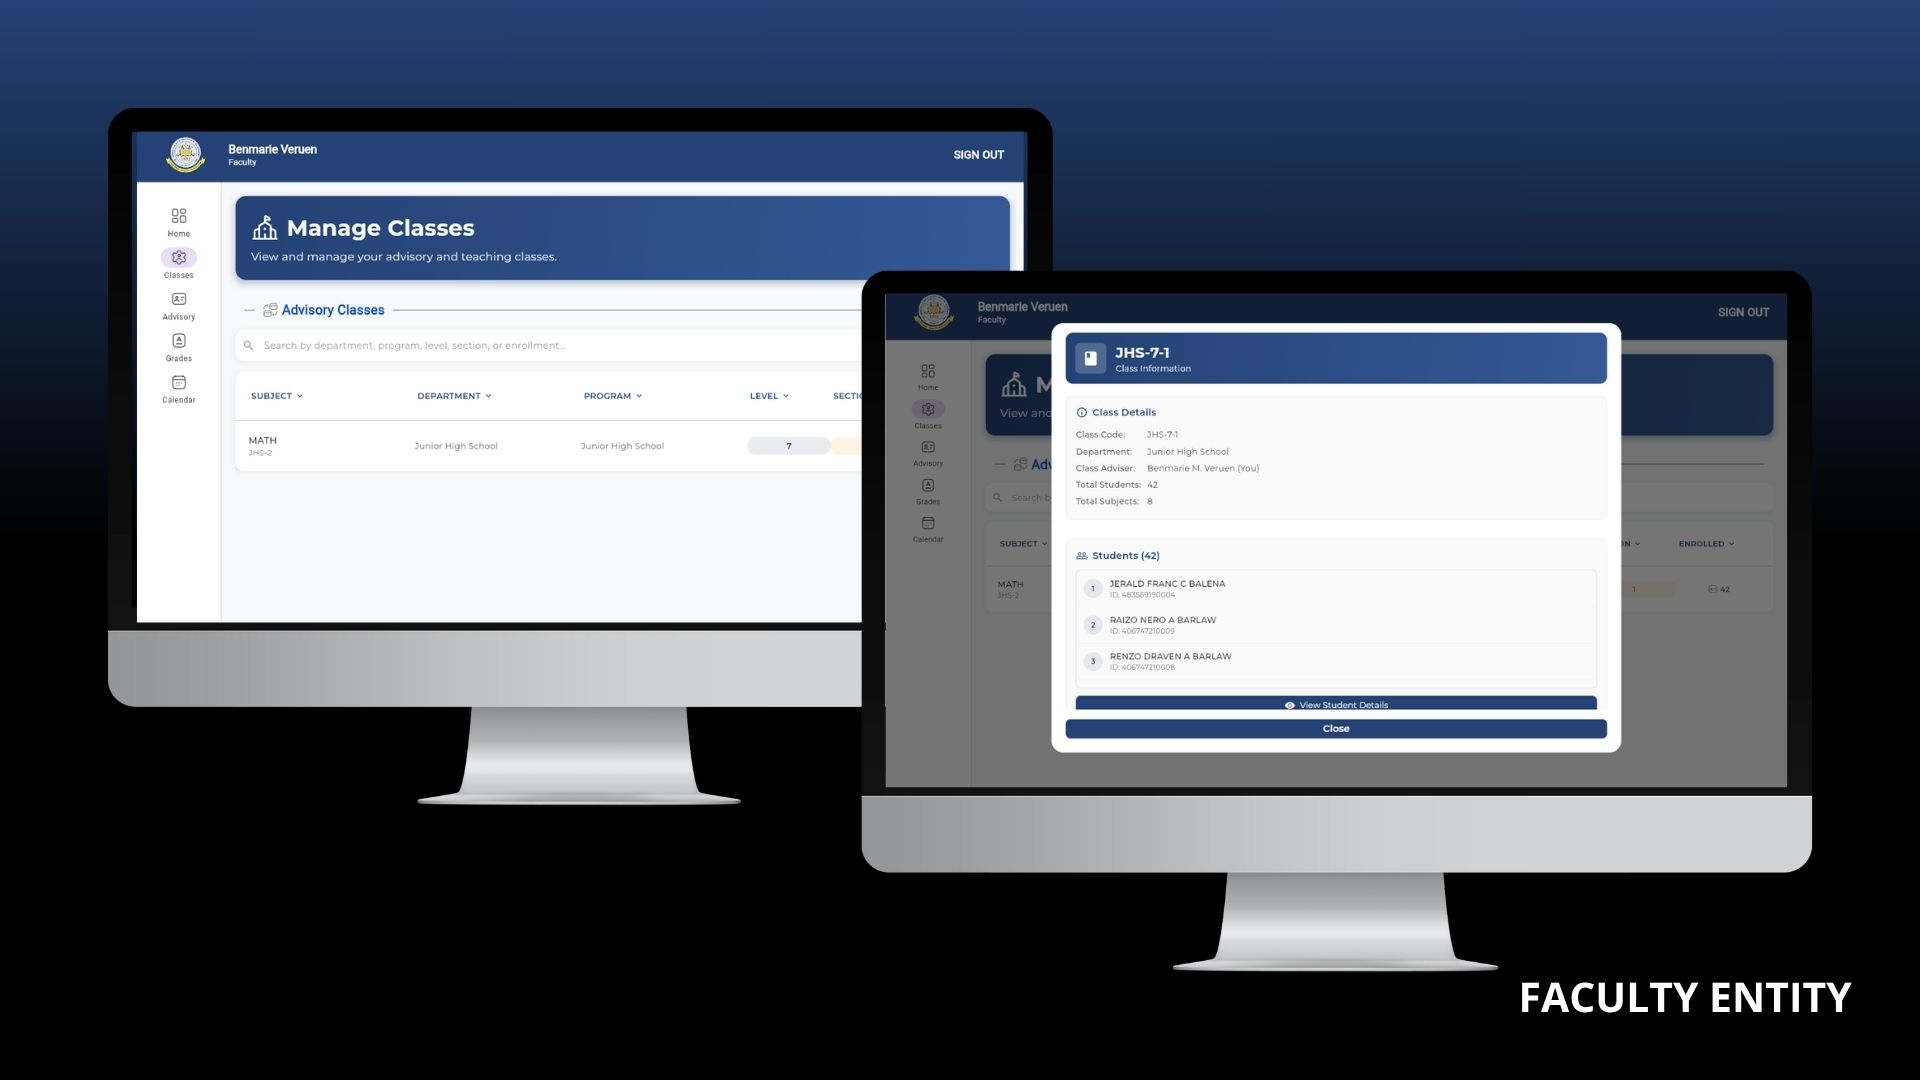 Benmarie Veruen
Faculty
SIGN OUT
Home
Classes
Advisory
Grades
Calendar
Manage Classes
View and manage your advisory and teaching classes.
Advisory Classes
Search by department, program, level, section, or enrollment...
SUBJECT DEPARTMENT PROGRAM LEVEL SECTIO
MATH
JHS-2
Junior High School
Junior High School
7
Benmarie Veruen
Faculty
SIGN OUT
Home
Classes
Advisory
Grades
Calendar
M
View and
Adv
Search b
SUBJECT
ON
ENROLLED
MATH
JHS-2
1
42
JHS-7-1
Class Information
Class Details
Class Code: JHS-7-1
Department: Junior High School
Class Adviser: Benmarie M. Veruen (You)
Total Students: 42
Total Subjects: 8
Students (42)
1 JERALD FRANC C BALENA
ID: 483569190004
2 RAIZO NERO A BARLAW
ID: 406747210009
3 RENZO DRAVEN A BARLAW
ID: 406747210008
View Student Details
Close
FACULTY ENTITY